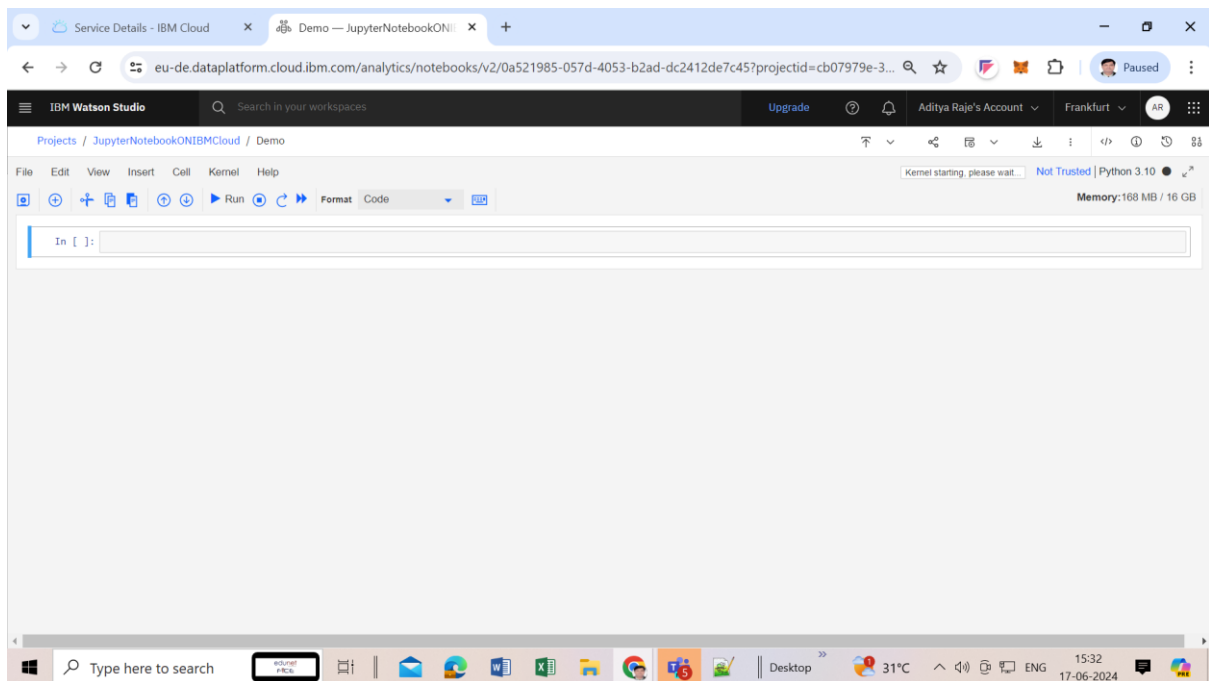 Service Details - IBM Cloud
Demo — JupyterNotebookONI
eu-de.dataplatform.cloud.ibm.com/analytics/notebooks/v2/0a521985-057d-4053-b2ad-dc2412de7c45?projectid=cb07979e-3...
Paused
IBM Watson Studio
Search in your workspaces
Upgrade
Aditya Raje's Account
Frankfurt
AR
Projects / JupyterNotebookONIBMCloud / Demo
File Edit View Insert Cell Kernel Help
Kernel starting, please wait...
Not Trusted | Python 3.10
Run
Format Code
Memory:168 MB / 16 GB
In [ ]:
Type here to search
edunet
Desktop
31°C
ENG
15:32
17-06-2024
PRE